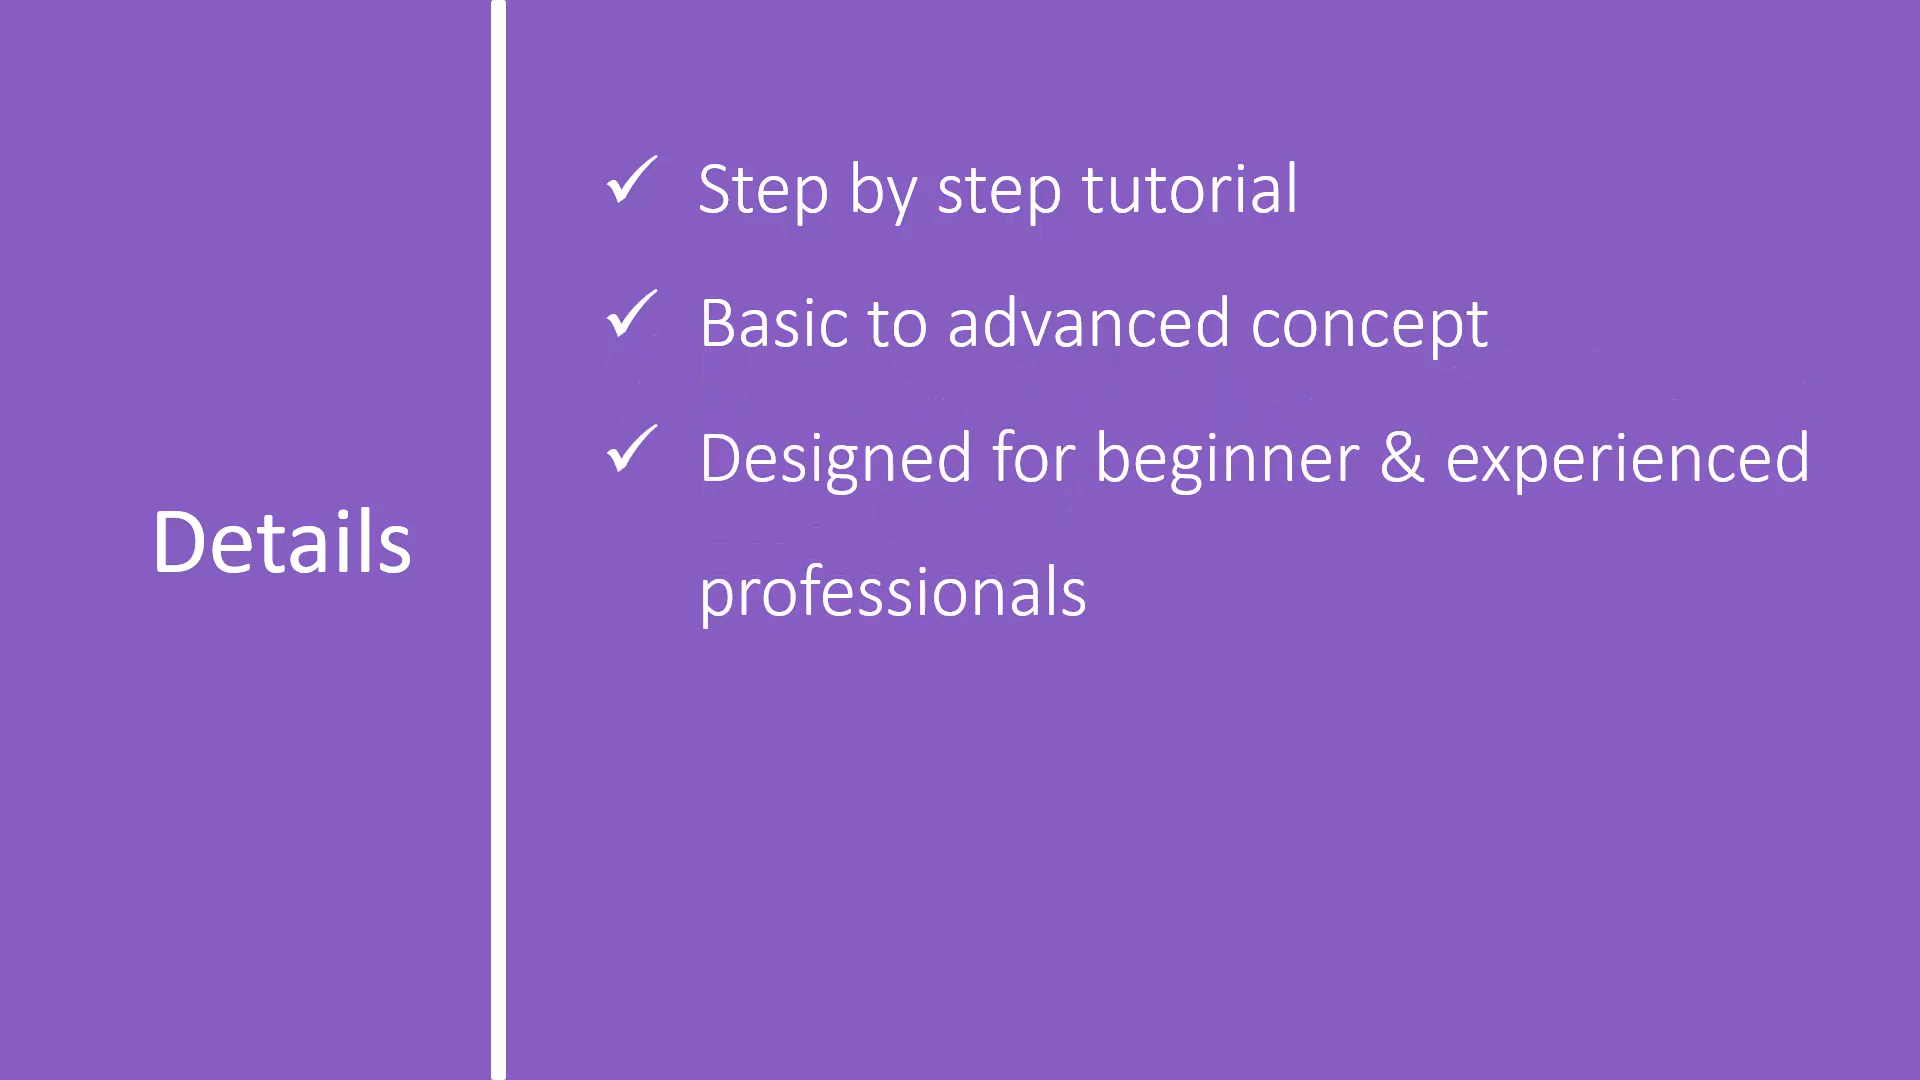 Details
✓ Step by step tutorial
✓ Basic to advanced concept
✓ Designed for beginner & experienced
professionals